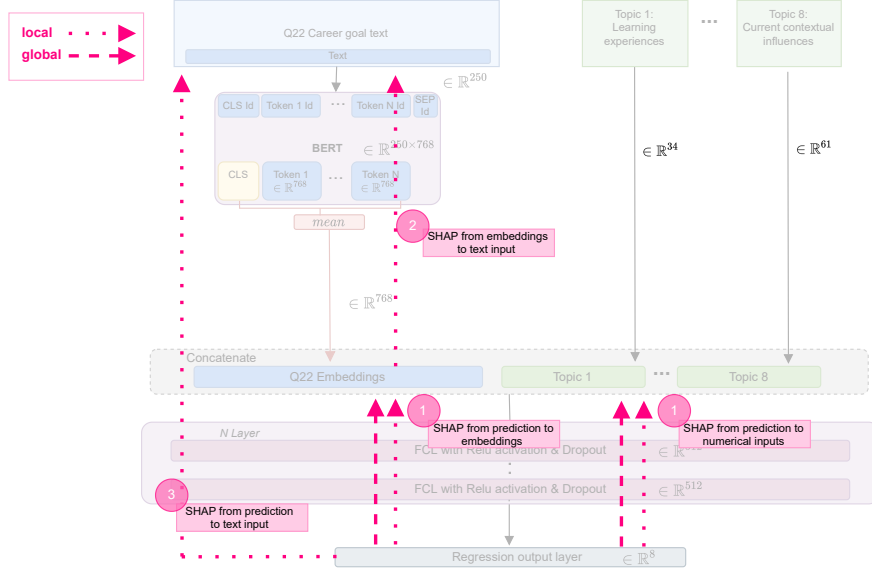 local
global
Q22 Career goal text
Text
Topic 1:
Learning
experiences
...
Topic 8:
Current contextual
influences
∈ ℝ^250
CLS Id
Token 1 Id
...
Token N Id
SEP
Id
BERT
∈ ℝ^250×768
CLS
Token 1
∈ ℝ^768
...
Token N
∈ ℝ^768
mean
∈ ℝ^34
∈ ℝ^61
2
SHAP from embeddings
to text input
∈ ℝ^768
Concatenate
Q22 Embeddings
Topic 1
...
Topic 8
1
SHAP from prediction to
embeddings
1
SHAP from prediction to
numerical inputs
N Layer
FCL with Relu activation & Dropout
∈ ℝ
FCL with Relu activation & Dropout
∈ ℝ^512
3
SHAP from prediction
to text input
Regression output layer
∈ ℝ^8